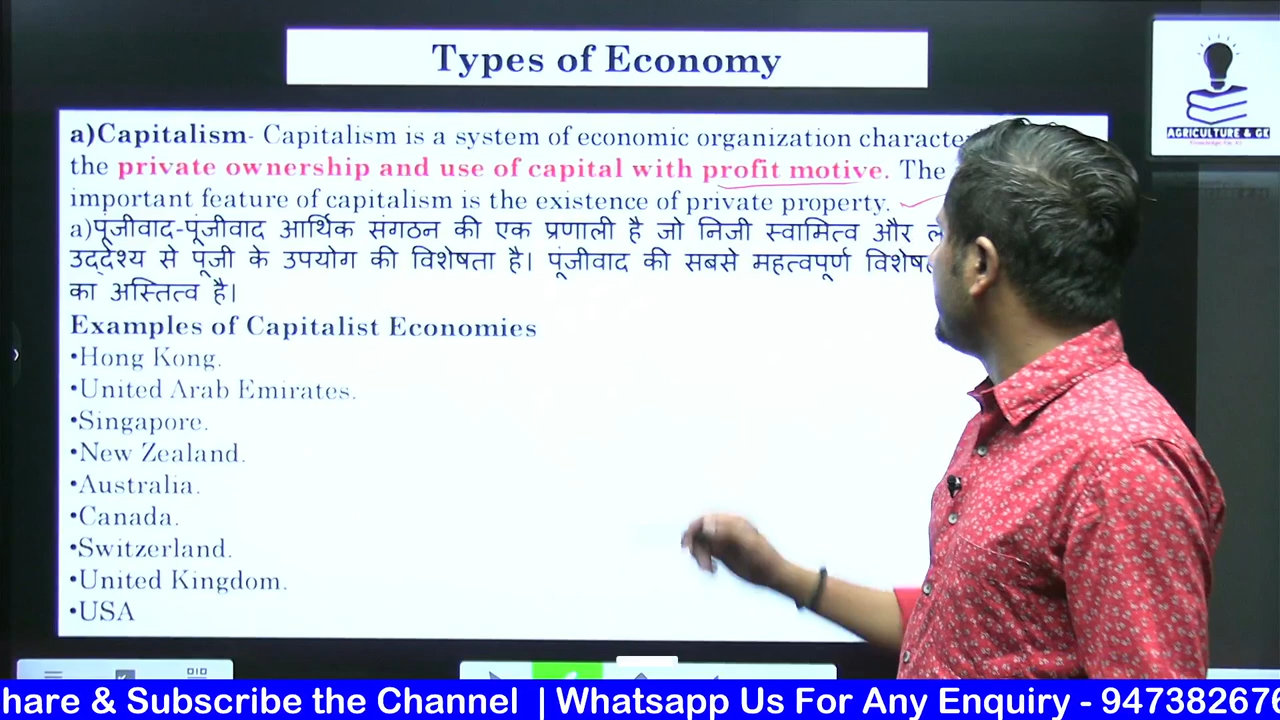 Types of Economy
AGRICULTURE & GK
a)Capitalism- Capitalism is a system of economic organization
the private ownership and use of capital with profit motive. The
important feature of capitalism is the existence of private property.
a)पूंजीवाद-पूंजीवाद आर्थिक संगठन की एक प्रणाली है जो निजी स्वामित्व और
उद्देश्य से पूंजी के उपयोग की विशेषता है। पूंजीवाद की सबसे महत्वपूर्ण
का अस्तित्व है।
Examples of Capitalist Economies
•Hong Kong.
•United Arab Emirates.
•Singapore.
•New Zealand.
•Australia.
•Canada.
•Switzerland.
•United Kingdom.
•USA
& Subscribe the Channel | Whatsapp Us For Any Enquiry -